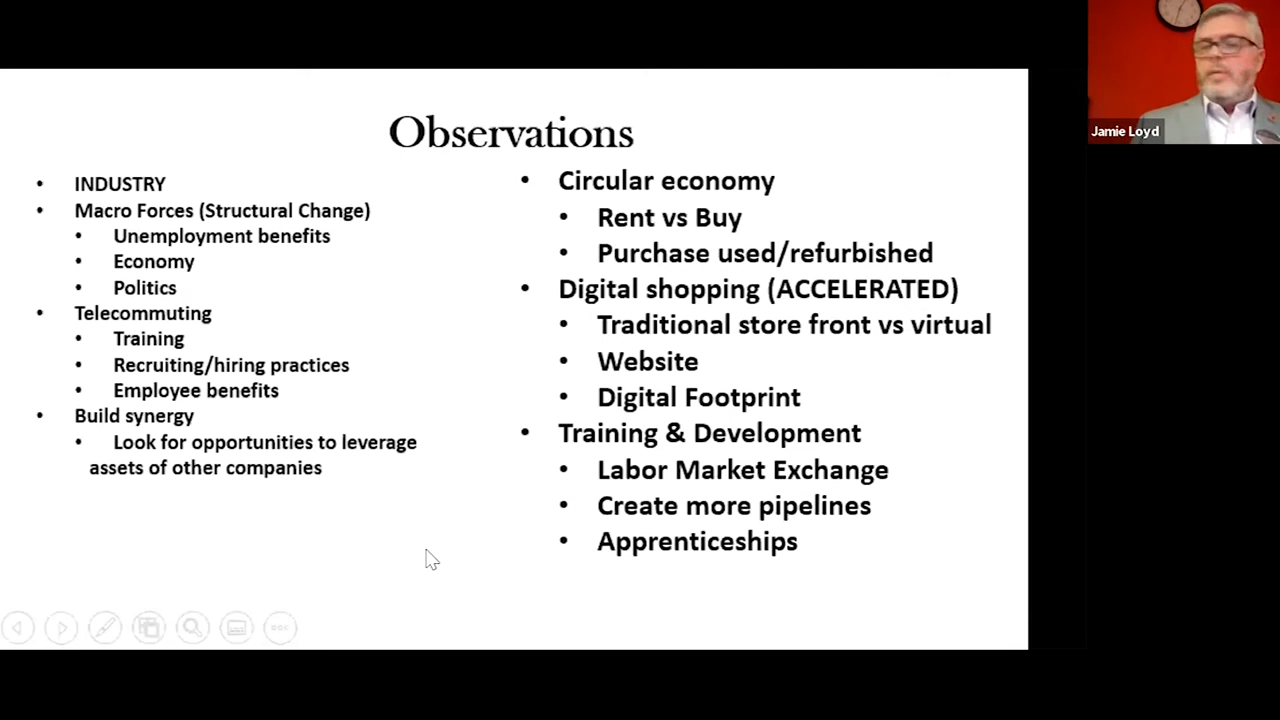 Observations
• INDUSTRY
• Macro Forces (Structural Change)
• Unemployment benefits
• Economy
• Politics
• Telecommuting
• Training
• Recruiting/hiring practices
• Employee benefits
• Build synergy
• Look for opportunities to leverage
assets of other companies
• Circular economy
• Rent vs Buy
• Purchase used/refurbished
• Digital shopping (ACCELERATED)
• Traditional store front vs virtual
• Website
• Digital Footprint
• Training & Development
• Labor Market Exchange
• Create more pipelines
• Apprenticeships
Jamie Loyd